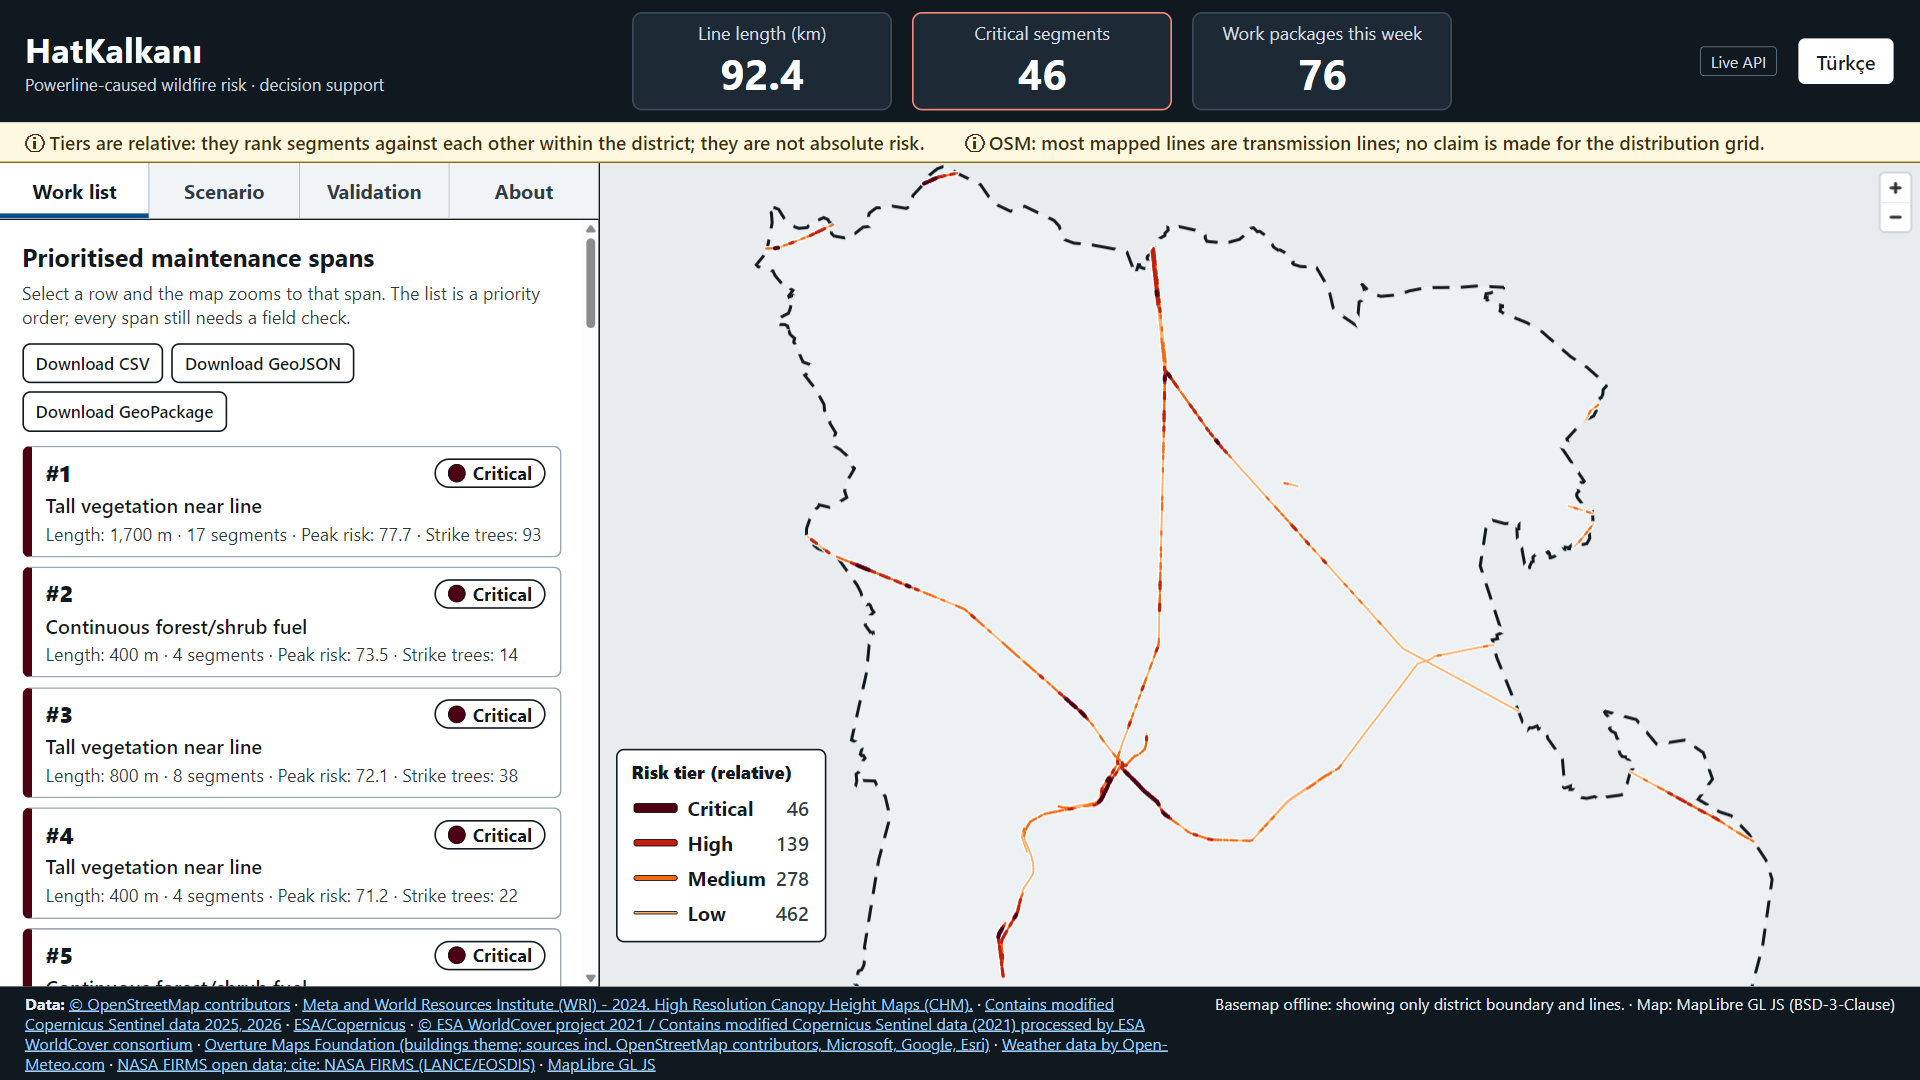 HatKalkanı
Powerline-caused wildfire risk · decision support
Line length (km)
92.4
Critical segments
46
Work packages this week
76
Live API
Türkçe
Tiers are relative: they rank segments against each other within the district; they are not absolute risk.
OSM: most mapped lines are transmission lines; no claim is made for the distribution grid.
Work list
Scenario
Validation
About
Prioritised maintenance spans
Select a row and the map zooms to that span. The list is a priority
order; every span still needs a field check.
Download CSV
Download GeoJSON
Download GeoPackage
#1
Critical
Tall vegetation near line
Length: 1,700 m · 17 segments · Peak risk: 77.7 · Strike trees: 93
#2
Critical
Continuous forest/shrub fuel
Length: 400 m · 4 segments · Peak risk: 73.5 · Strike trees: 14
#3
Critical
Tall vegetation near line
Length: 800 m · 8 segments · Peak risk: 72.1 · Strike trees: 38
#4
Critical
Tall vegetation near line
Length: 400 m · 4 segments · Peak risk: 71.2 · Strike trees: 22
#5
Critical
Continuous forest/shrub fuel
+
−
Risk tier (relative)
Critical 46
High 139
Medium 278
Low 462
Data: © OpenStreetMap contributors · Meta and World Resources Institute (WRI) - 2024. High Resolution Canopy Height Maps (CHM). · Contains modified
Copernicus Sentinel data 2025, 2026 · ESA/Copernicus · © ESA WorldCover project 2021 / Contains modified Copernicus Sentinel data (2021) processed by ESA
WorldCover consortium · Overture Maps Foundation (buildings theme; sources incl. OpenStreetMap contributors, Microsoft, Google, Esri) · Weather data by Open-
Meteo.com · NASA FIRMS open data; cite: NASA FIRMS (LANCE/EOSDIS) · MapLibre GL JS
Basemap offline: showing only district boundary and lines. · Map: MapLibre GL JS (BSD-3-Clause)